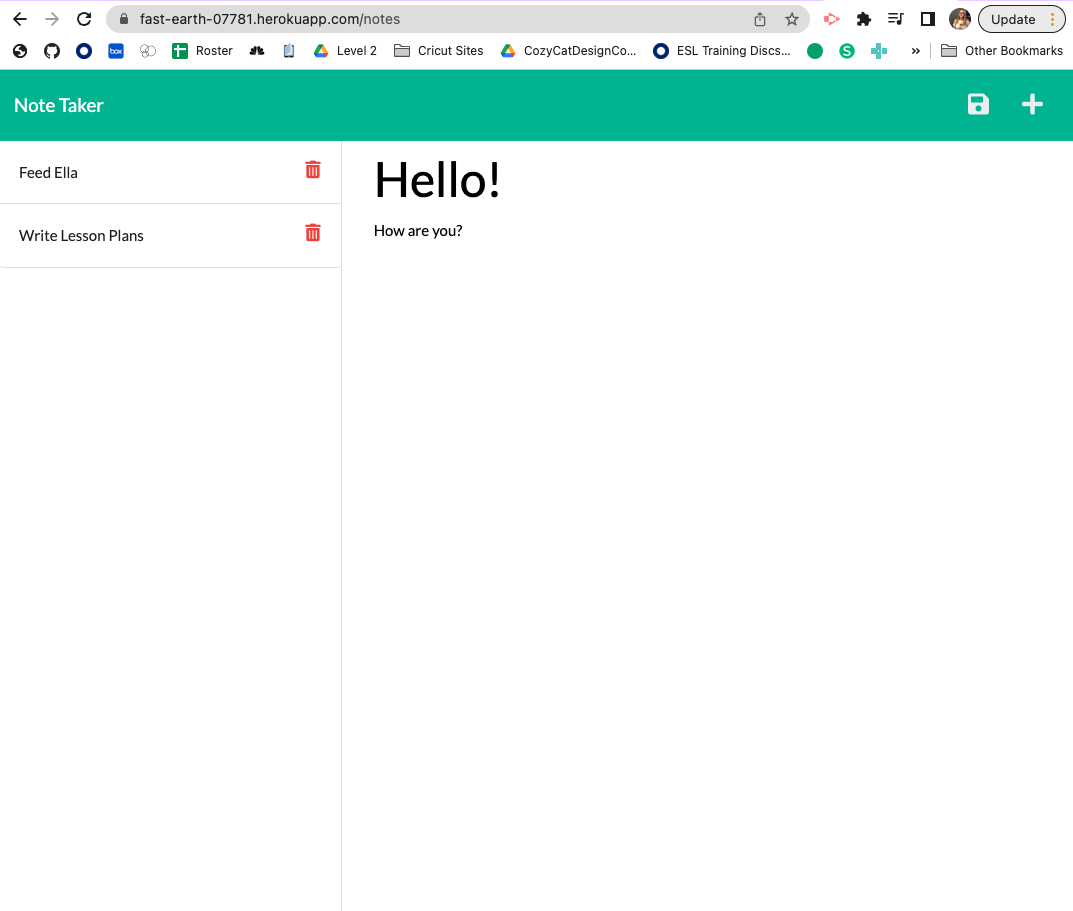 fast-earth-07781.herokuapp.com/notes
Update
box
Roster
Level 2
Cricut Sites
CozyCatDesignCo...
ESL Training Discs...
S
»
Other Bookmarks
Note Taker
Feed Ella
Write Lesson Plans
Hello!
How are you?